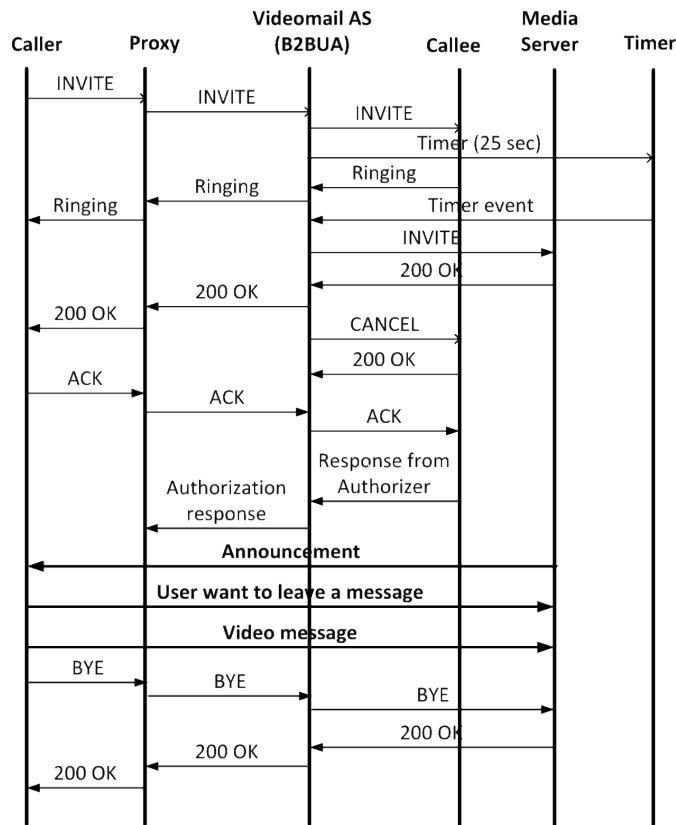 Videomail AS
Media
Caller
Proxy
(B2BUA)
Callee
Server
Timer
INVITE
INVITE
INVITE
Timer (25 sec)
Ringing
Ringing
Ringing
Timer event
INVITE
200 OK
200 OK
200 OK
CANCEL
200 OK
ACK
ACK
ACK
Response from
Authorizer
Authorization
response
Announcement
User want to leave a message
Video message
BYE
BYE
BYE
200 OK
200 OK
200 OK